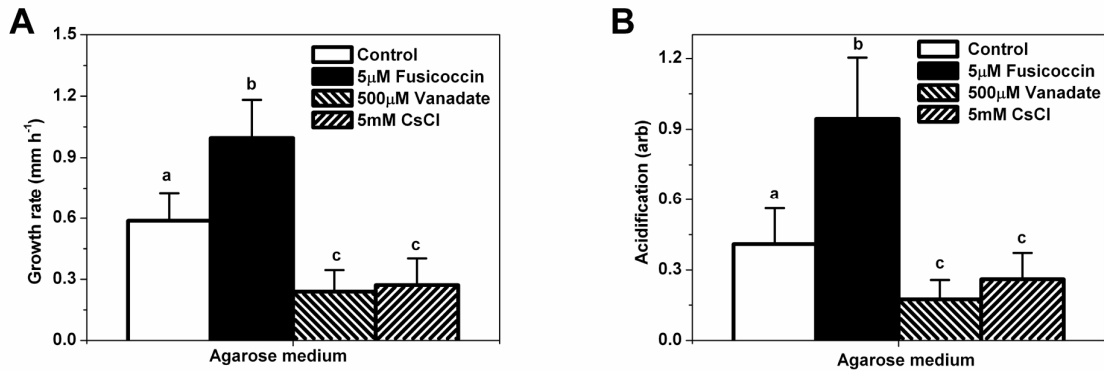 A
Growth rate (mm h⁻¹)
1.5
1.2
0.9
0.6
0.3
0.0
Control
5μM Fusicoccin
500μM Vanadate
5mM CsCl
a
b
c
c
Agarose medium
B
Acidification (arb)
1.2
0.9
0.6
0.3
0.0
Control
5μM Fusicoccin
500μM Vanadate
5mM CsCl
a
b
c
c
Agarose medium